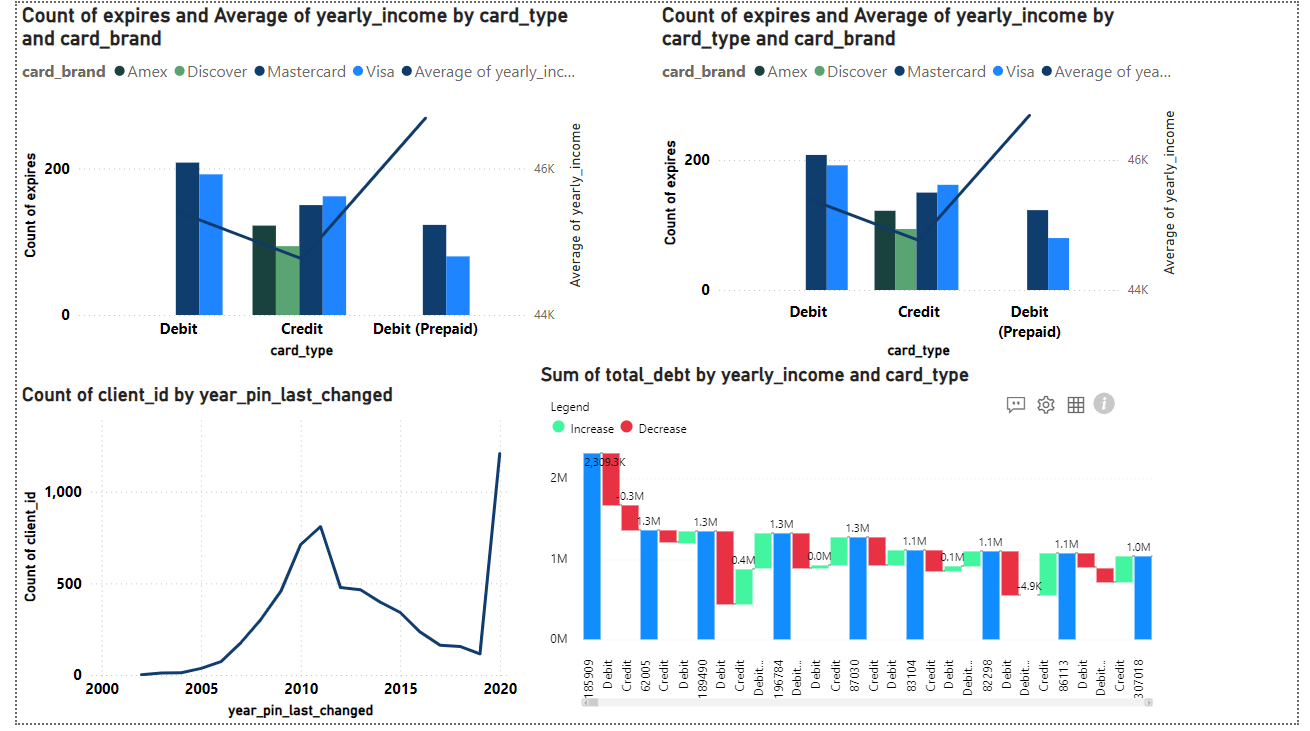 Count of expires and Average of yearly_income by card_type
and card_brand
card_brand Amex Discover Mastercard Visa Average of yearly_inc...
Count of expires
200
0
46K
44K
Average of yearly_income
Debit Credit Debit (Prepaid)
card_type
Count of expires and Average of yearly_income by
card_type and card_brand
card_brand Amex Discover Mastercard Visa Average of yea...
Count of expires
200
0
46K
44K
Average of yearly_income
Debit Credit Debit
(Prepaid)
card_type
Count of client_id by year_pin_last_changed
Count of client_id
1,000
500
0
2000 2005 2010 2015 2020
year_pin_last_changed
Sum of total_debt by yearly_income and card_type
Legend
Increase Decrease
2M
1M
0M
2,309.3K
-0.3M
1.3M
1.3M
0.4M
1.3M
0.0M
1.3M
1.1M
0.1M
1.1M
-4.9K
1.1M
1.0M
185909
Debit
Credit
62005
Credit
Debit
189490
Debit
Credit
Debit...
196784
Debit...
Debit
Credit
87030
Credit
Debit
83104
Credit
Debit
Debit...
82298
Debit
Debit...
Credit
86113
Debit
Debit...
Credit
307018